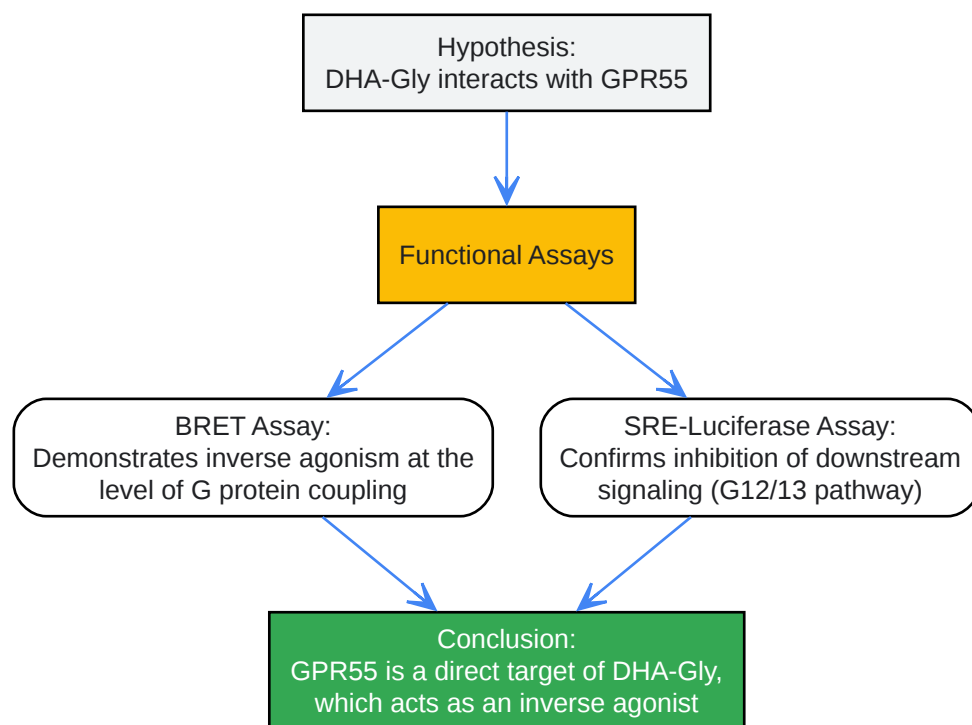 Hypothesis:
DHA-Gly interacts with GPR55
Functional Assays
BRET Assay:
Demonstrates inverse agonism at the
level of G protein coupling
SRE-Luciferase Assay:
Confirms inhibition of downstream
signaling (G12/13 pathway)
Conclusion:
GPR55 is a direct target of DHA-Gly,
which acts as an inverse agonist